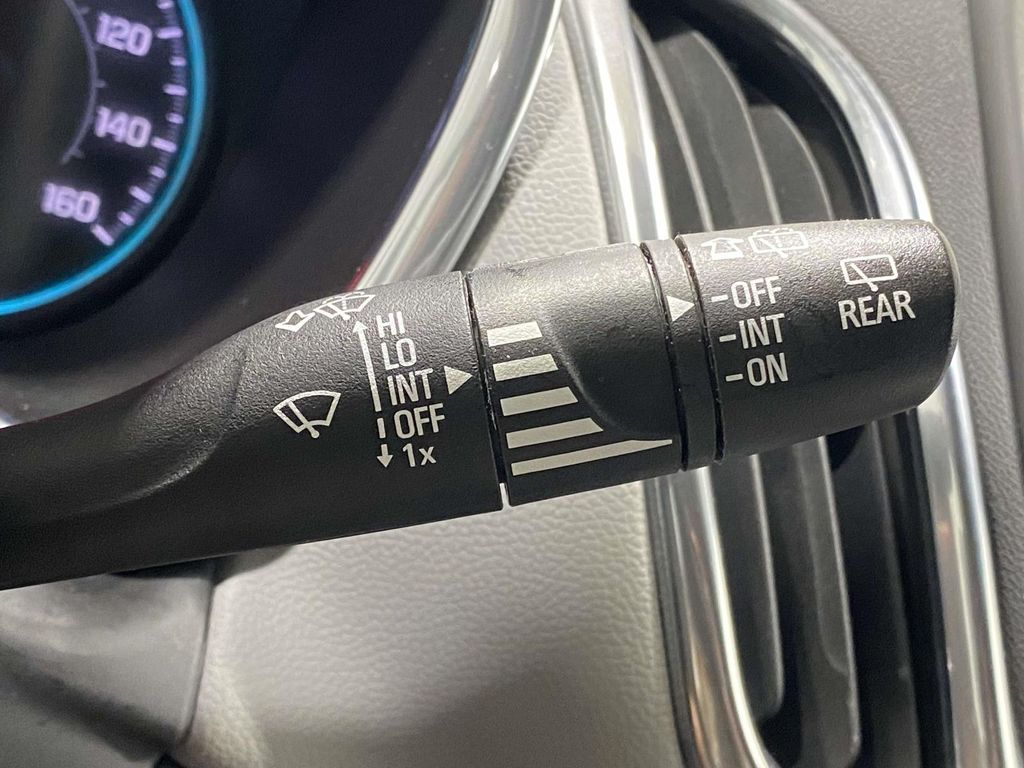 120
140
160
HI
LO
INT
OFF
1x
-OFF
-INT
-ON
REAR